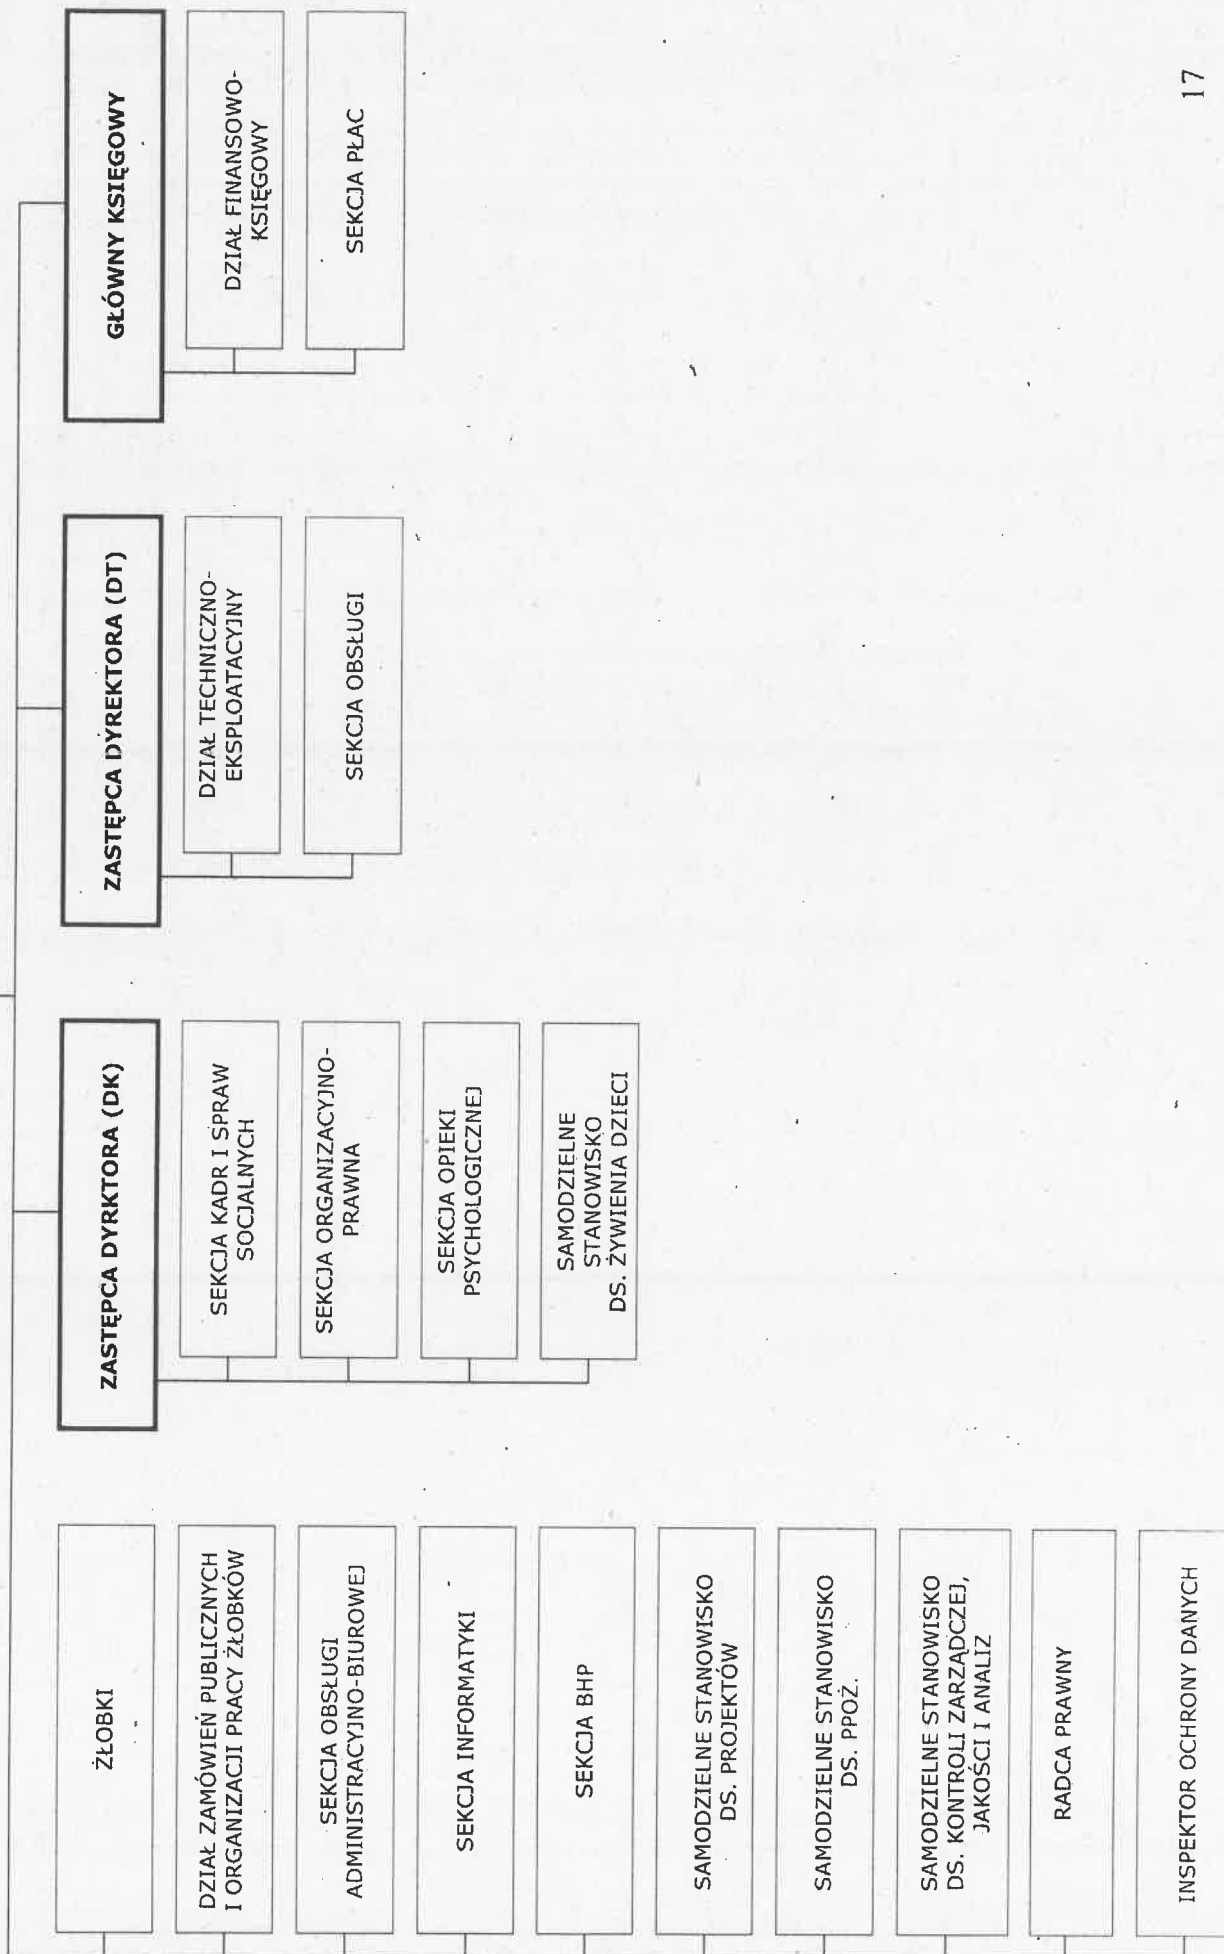 ŻŁOBKI
DZIAŁ ZAMÓWIEŃ PUBLICZNYCH
I ORGANIZACJI PRACY ŻŁOBKÓW
SEKCJA OBSŁUGI
ADMINISTRACYJNO-BIUROWEJ
SEKCJA INFORMATYKI
SEKCJA BHP
SAMODZIELNE STANOWISKO
DS. PROJEKTÓW
SAMODZIELNE STANOWISKO
DS. PPOŻ.
SAMODZIELNE STANOWISKO
DS. KONTROLI ZARZĄDCZEJ,
JAKOŚCI I ANALIZ
RADCA PRAWNY
INSPEKTOR OCHRONY DANYCH
ZASTĘPCA DYRKTORA (DK)
SEKCJA KADR I SPRAW
SOCJALNYCH
SEKCJA ORGANIZACYJNO-
PRAWNA
SEKCJA OPIEKI
PSYCHOLOGICZNEJ
SAMODZIELNE
STANOWISKO
DS. ŻYWIENIA DZIECI
ZASTĘPCA DYREKTORA (DT)
DZIAŁ TECHNICZNO-
EKSPLOATACYJNY
SEKCJA OBSŁUGI
GŁÓWNY KSIĘGOWY
DZIAŁ FINANSOWO-
KSIĘGOWY
SEKCJA PŁAC
17